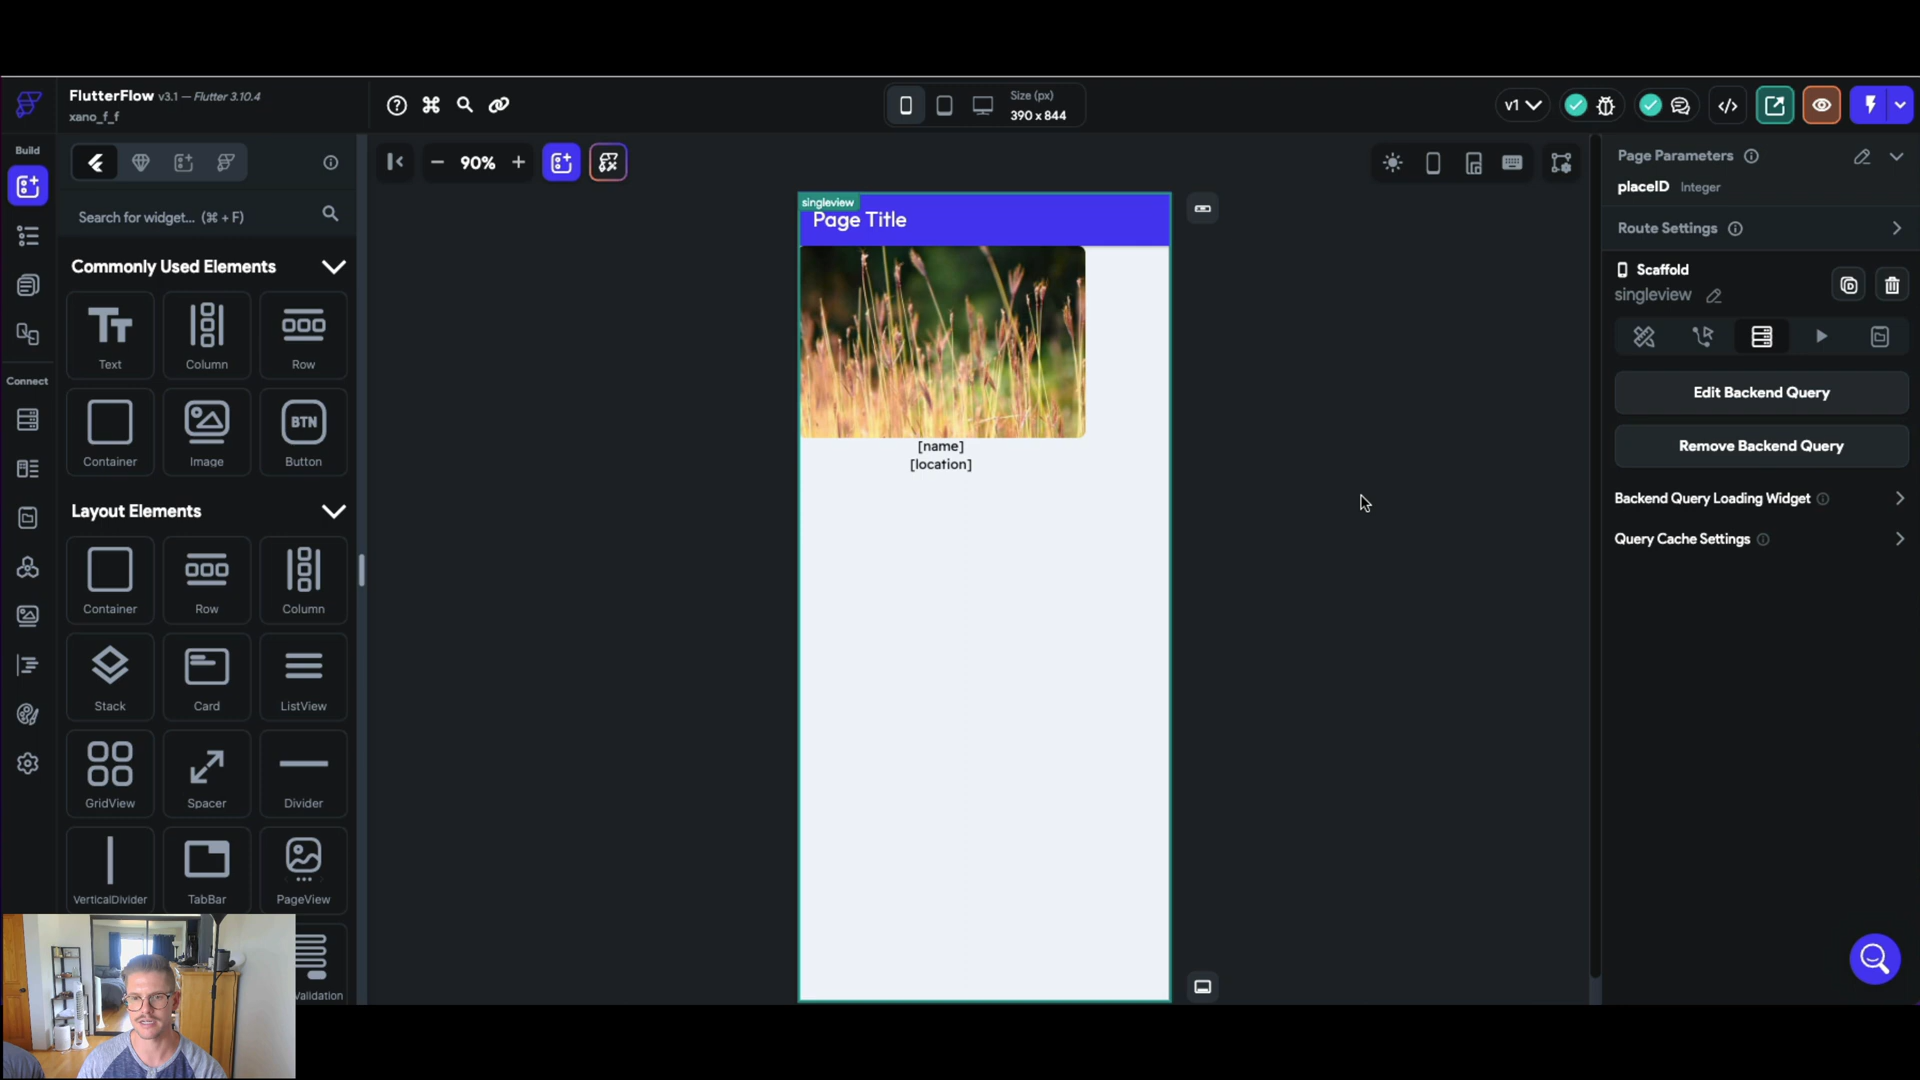 FlutterFlow v3.1 — Flutter 3.10.4
xano_f_f
Size (px)
390 x 844
v1
Build
90%
Page Parameters
placeID Integer
singleview
Page Title
Search for widget... (⌘ + F)
Route Settings
Commonly Used Elements
Scaffold
singleview
Text
Column
Row
Connect
Edit Backend Query
BTN
Container
Image
Button
[name]
[location]
Remove Backend Query
Backend Query Loading Widget
Layout Elements
Query Cache Settings
Container
Row
Column
Stack
Card
ListView
GridView
Spacer
Divider
VerticalDivider
TabBar
PageView
Validation